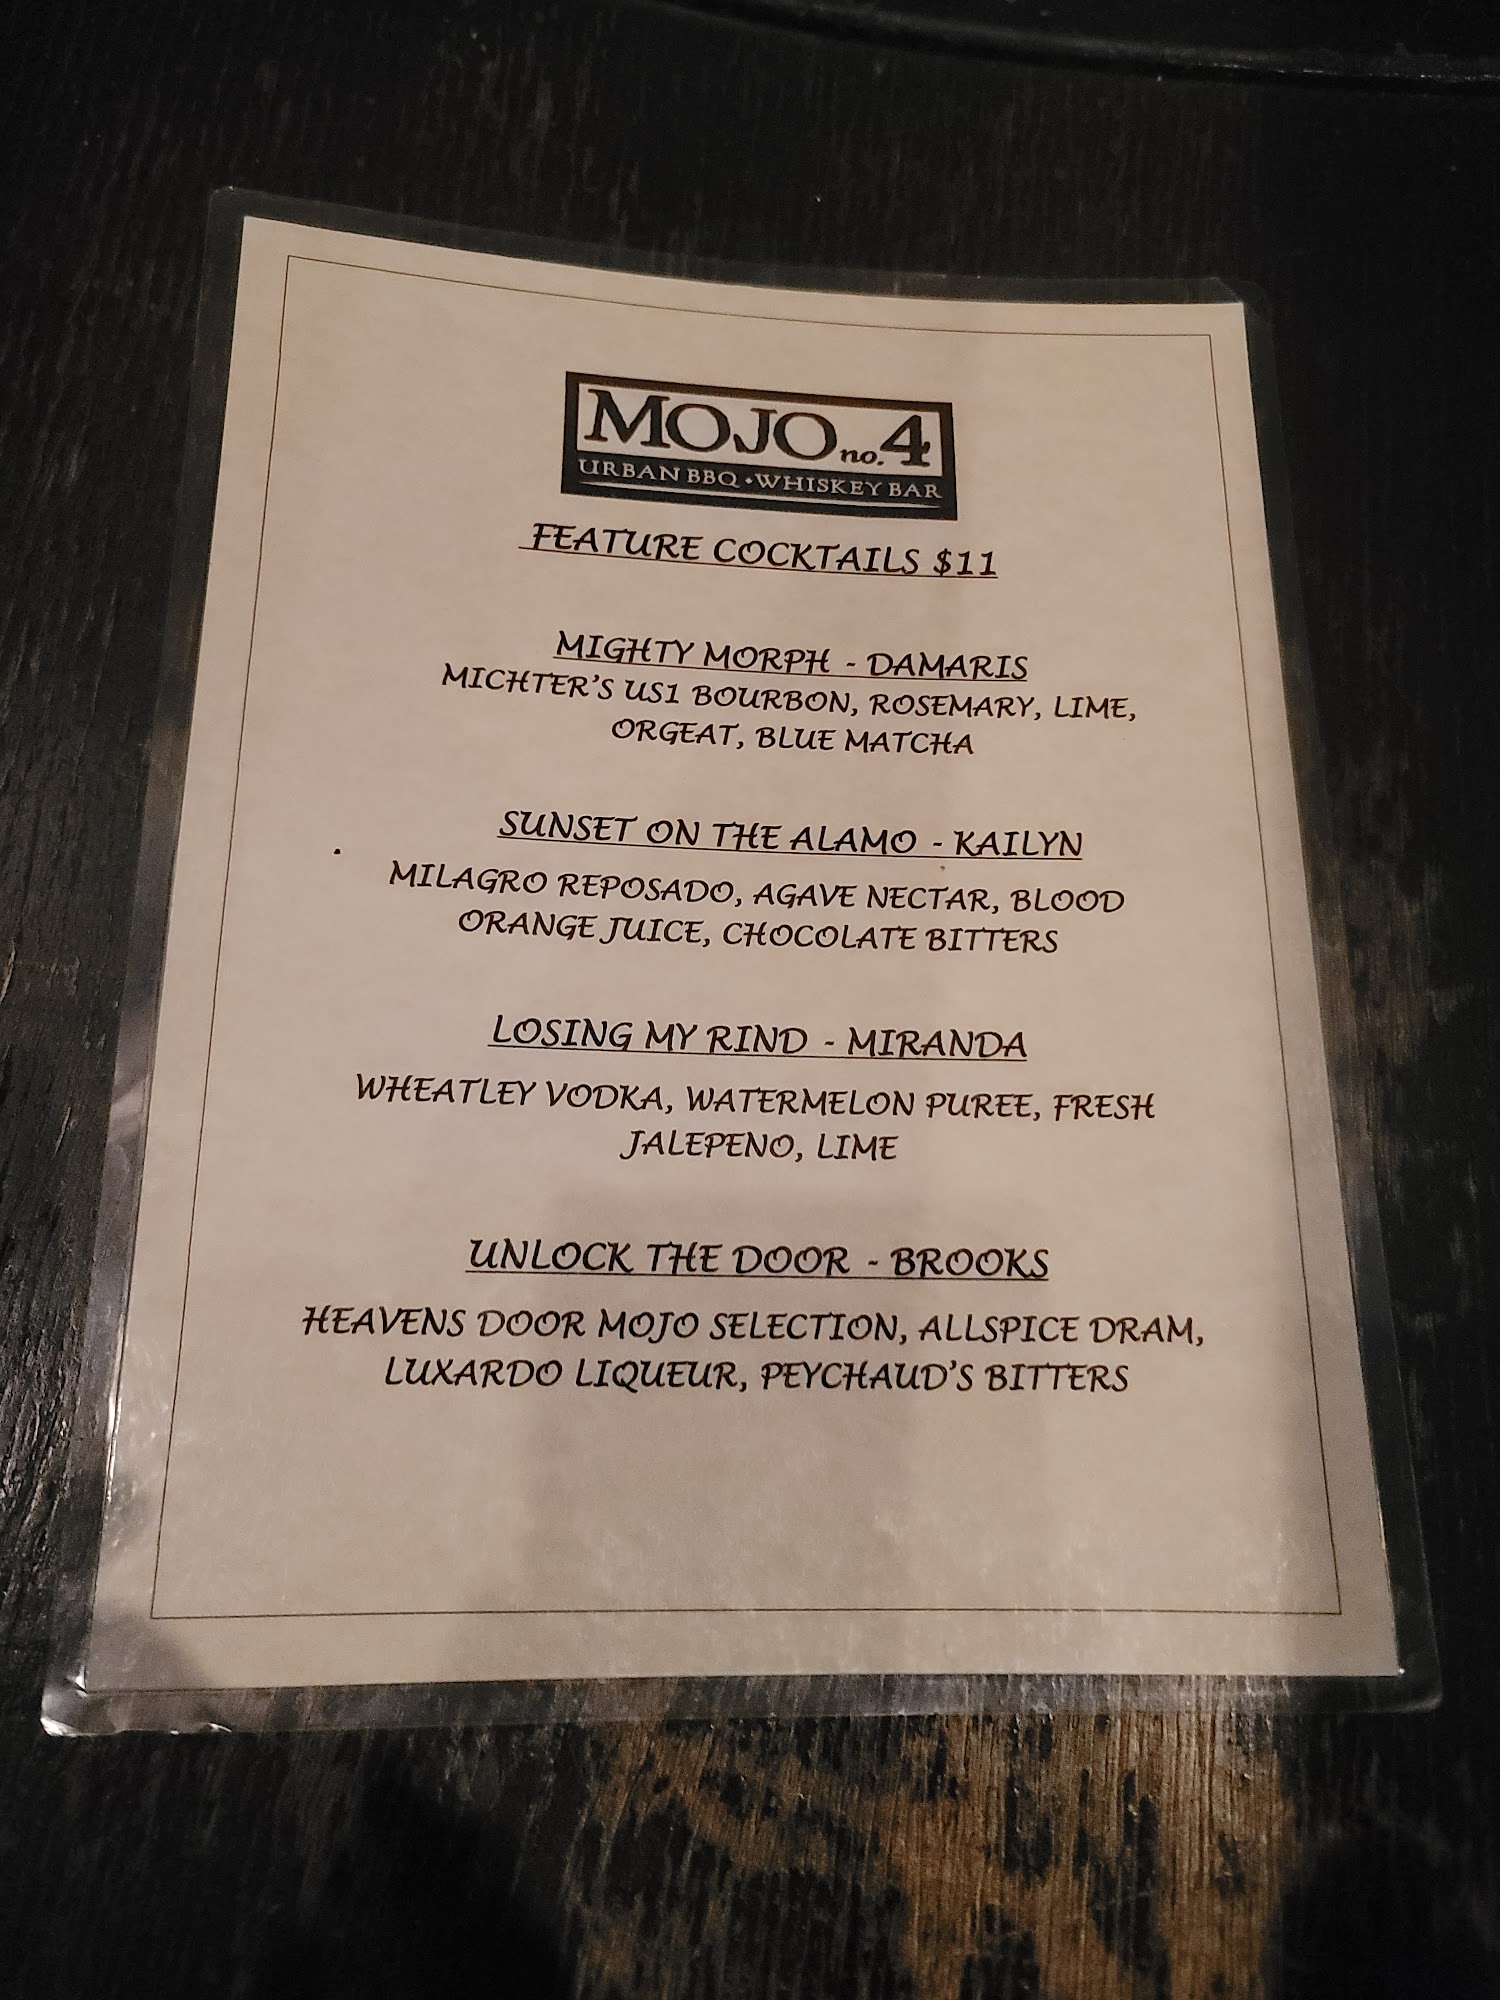 MOJO no.4
URBAN BBQ • WHISKEY BAR
FEATURE COCKTAILS $11
MIGHTY MORPH - DAMARIS
MICHTER'S US1 BOURBON, ROSEMARY, LIME,
ORGEAT, BLUE MATCHA
SUNSET ON THE ALAMO - KAILYN
MILAGRO REPOSADO, AGAVE NECTAR, BLOOD
ORANGE JUICE, CHOCOLATE BITTERS
LOSING MY RIND - MIRANDA
WHEATLEY VODKA, WATERMELON PUREE, FRESH
JALEPENO, LIME
UNLOCK THE DOOR - BROOKS
HEAVENS DOOR MOJO SELECTION, ALLSPICE DRAM,
LUXARDO LIQUEUR, PEYCHAUD'S BITTERS